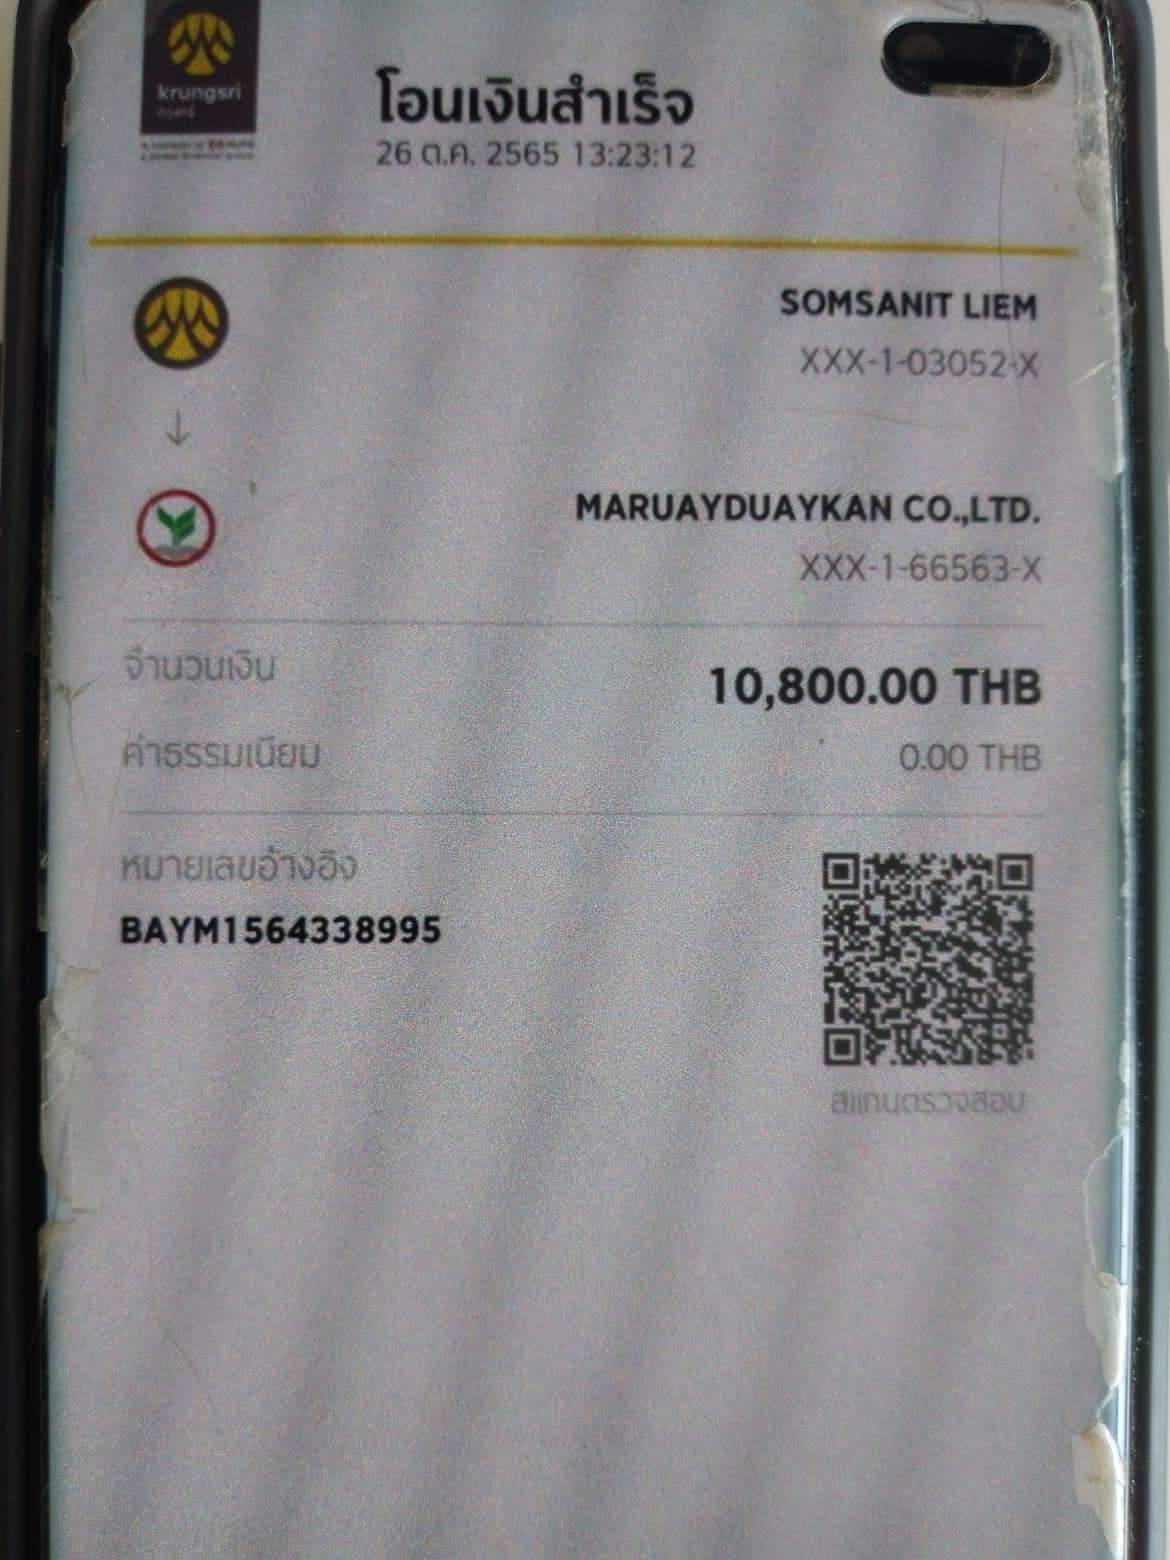 krungsri
กรุงศรี
A member of MUFG
a global financial group
โอนเงินสำเร็จ
26 ต.ค. 2565 13:23:12
SOMSANIT LIEM
XXX-1-03052-X
MARUAYDUAYKAN CO.,LTD.
XXX-1-66563-X
จำนวนเงิน
10,800.00 THB
ค่าธรรมเนียม
0.00 THB
หมายเลขอ้างอิง
BAYM1564338995
สแกนตรวจสอบ